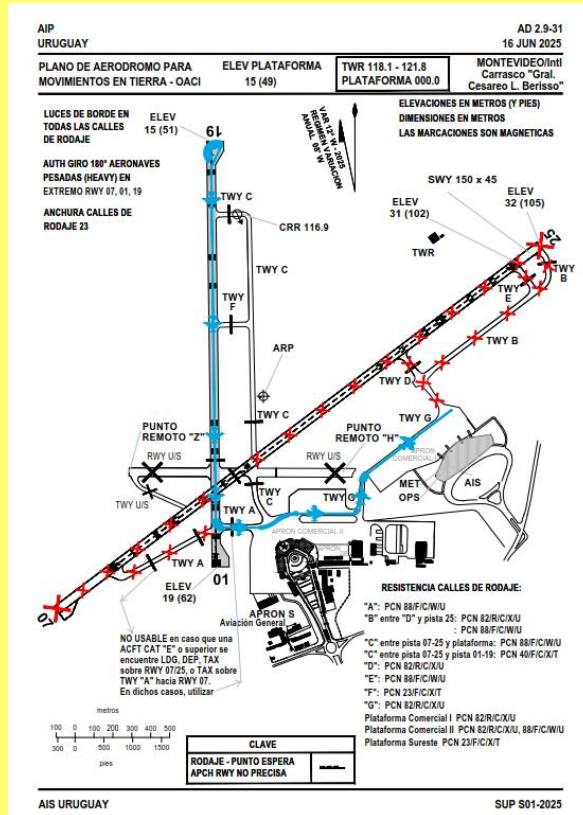 AIP
AD 2.9-31
URUGUAY
16 JUN 2025
PLANO DE AERODROMO PARA
MOVIMIENTOS EN TIERRA - OACI
ELEV PLATAFORMA
15 (49)
TWR 118.1 - 121.8
PLATAFORMA 000.0
MONTEVIDEO/Intl
Carrasco "Gral.
Cesareo L. Berisso"
LUCES DE BORDE EN
TODAS LAS CALLES
DE RODAJE
AUTH GIRO 180° AERONAVES
PESADAS (HEAVY) EN
EXTREMO RWY 07, 01, 19
ANCHURA CALLES DE
RODAJE 23
ELEV
15 (51)
19
VAR 12° W - 2025
REGIMEN VARIACION
ANUAL 08' W
ELEVACIONES EN METROS (Y PIES)
DIMENSIONES EN METROS
LAS MARCACIONES SON MAGNETICAS
SWY 150 x 45
ELEV
31 (102)
ELEV
32 (105)
25
TWR
TWY
B
TWY C
CRR 116.9
TWY C
TWY
E
TWY
F
TWY B
ARP
TWY D
TWY C
TWY G
PUNTO
REMOTO "Z"
PUNTO
REMOTO "H"
APRON
COMERCIAL I
RWY U/S
RWY U/S
TWY U/S
TWY
C
TWY G
MET
OPS
AIS
TWY A
APRON COMERCIAL II
TWY A
APRON
01
ELEV
19 (62)
07
APRON S
Aviación General
NO USABLE en caso que una
ACFT CAT "E" o superior se
encuentre LDG, DEP, TAX
sobre RWY 07/25, o TAX sobre
TWY "A" hacia RWY 07.
En dichos casos, utilizar
RESISTENCIA CALLES DE RODAJE:
"A": PCN 88/F/C/W/U
"B" entre "D" y pista 25: PCN 82/R/C/X/U
: PCN 88/F/C/W/U
"C" entre pista 07-25 y plataforma: PCN 88/F/C/W/U
"C" entre pista 07-25 y pista 01-19: PCN 40/F/C/X/T
"D": PCN 82/R/C/X/U
"E": PCN 88/F/C/W/U
"F": PCN 23/F/C/X/T
"G": PCN 82/R/C/X/U
Plataforma Comercial I PCN 82/R/C/X/U
Plataforma Comercial II PCN 82/R/C/X/U, 88/F/C/W/U
Plataforma Sureste PCN 23/F/C/X/T
metros
100 0 100 200 300 400 500
300 0 500 1000 1500
pies
CLAVE
RODAJE - PUNTO ESPERA
APCH RWY NO PRECISA
AIS URUGUAY
SUP S01-2025